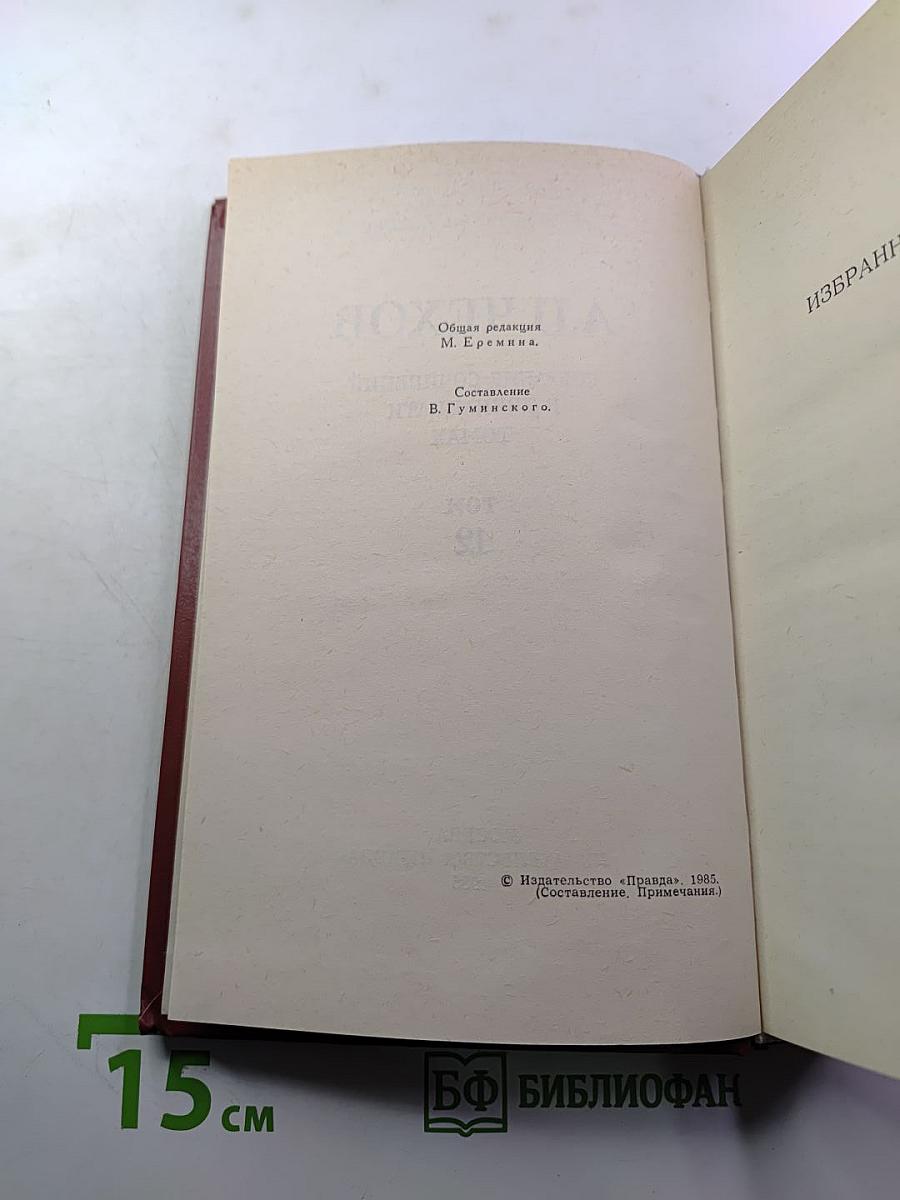 Общая редакция
М. Еремина.
Составление
В. Гуминского.
© Издательство «Правда». 1985.
(Составление. Примечания.)
ИЗБРАНН
15 см
БФ БИБЛИОФАН